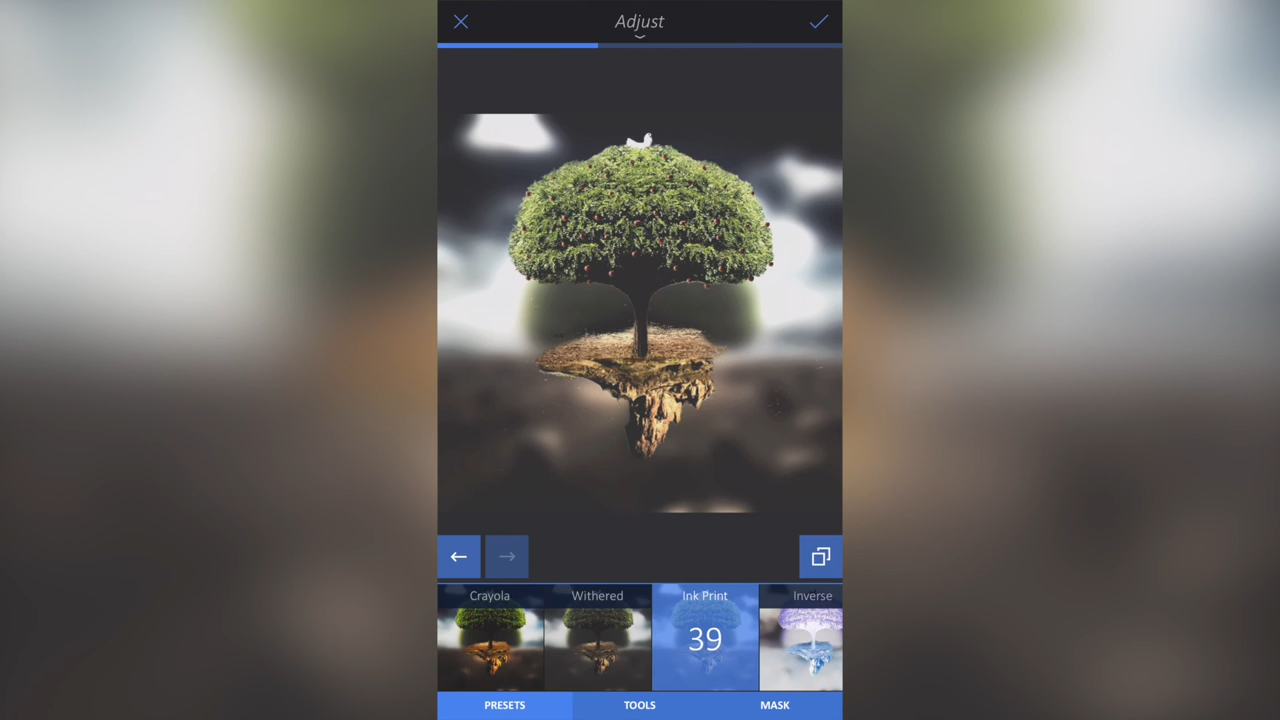 Adjust
Crayola
Withered
Ink Print
Inverse
39
PRESETS
TOOLS
MASK